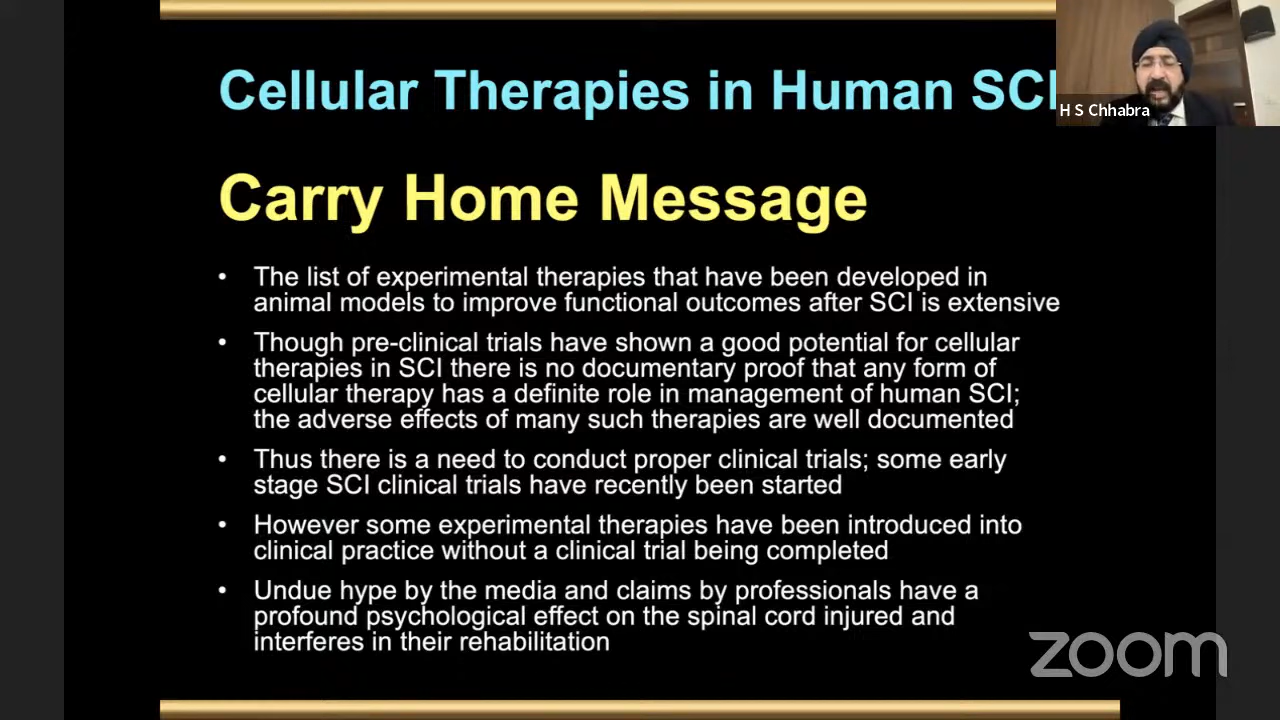 Cellular Therapies in Human SCI
H S Chhabra
Carry Home Message
• The list of experimental therapies that have been developed in
animal models to improve functional outcomes after SCI is extensive
• Though pre-clinical trials have shown a good potential for cellular
therapies in SCI there is no documentary proof that any form of
cellular therapy has a definite role in management of human SCI;
the adverse effects of many such therapies are well documented
• Thus there is a need to conduct proper clinical trials; some early
stage SCI clinical trials have recently been started
• However some experimental therapies have been introduced into
clinical practice without a clinical trial being completed
• Undue hype by the media and claims by professionals have a
profound psychological effect on the spinal cord injured and
interferes in their rehabilitation
zoom